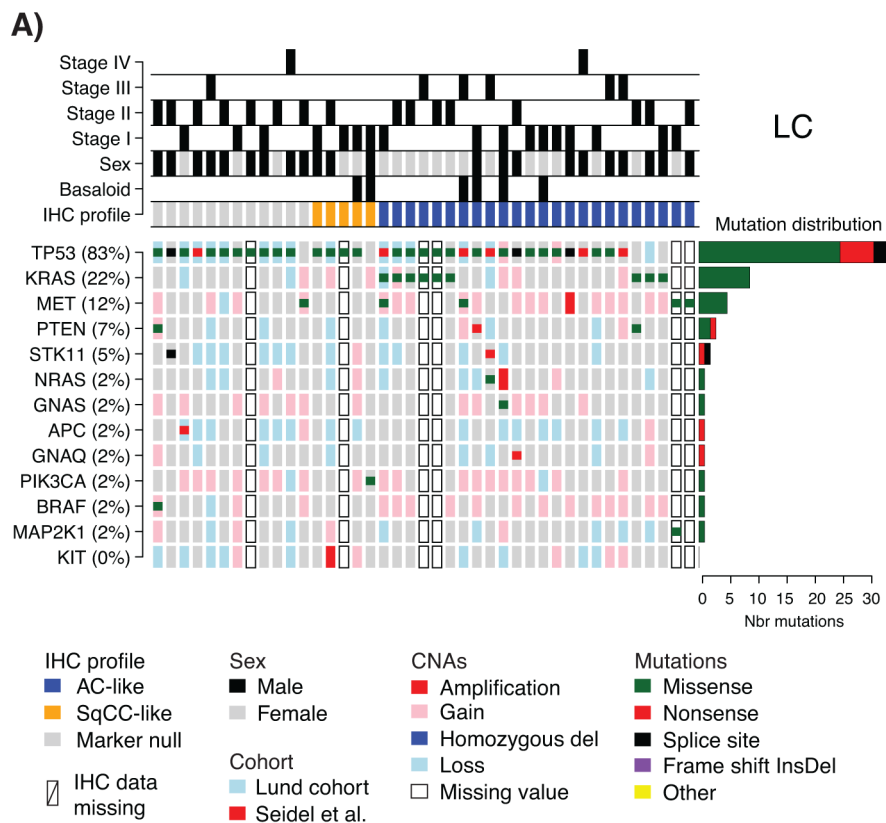 A)
Stage IV
Stage III
Stage II
Stage I
Sex
Basaloid
IHC profile
LC
Mutation distribution
TP53 (83%)
KRAS (22%)
MET (12%)
PTEN (7%)
STK11 (5%)
NRAS (2%)
GNAS (2%)
APC (2%)
GNAQ (2%)
PIK3CA (2%)
BRAF (2%)
MAP2K1 (2%)
KIT (0%)
0 5 10 15 20 25 30
Nbr mutations
IHC profile
AC-like
SqCC-like
Marker null
IHC data
missing
Sex
Male
Female
Cohort
Lund cohort
Seidel et al.
CNAs
Amplification
Gain
Homozygous del
Loss
Missing value
Mutations
Missense
Nonsense
Splice site
Frame shift InsDel
Other